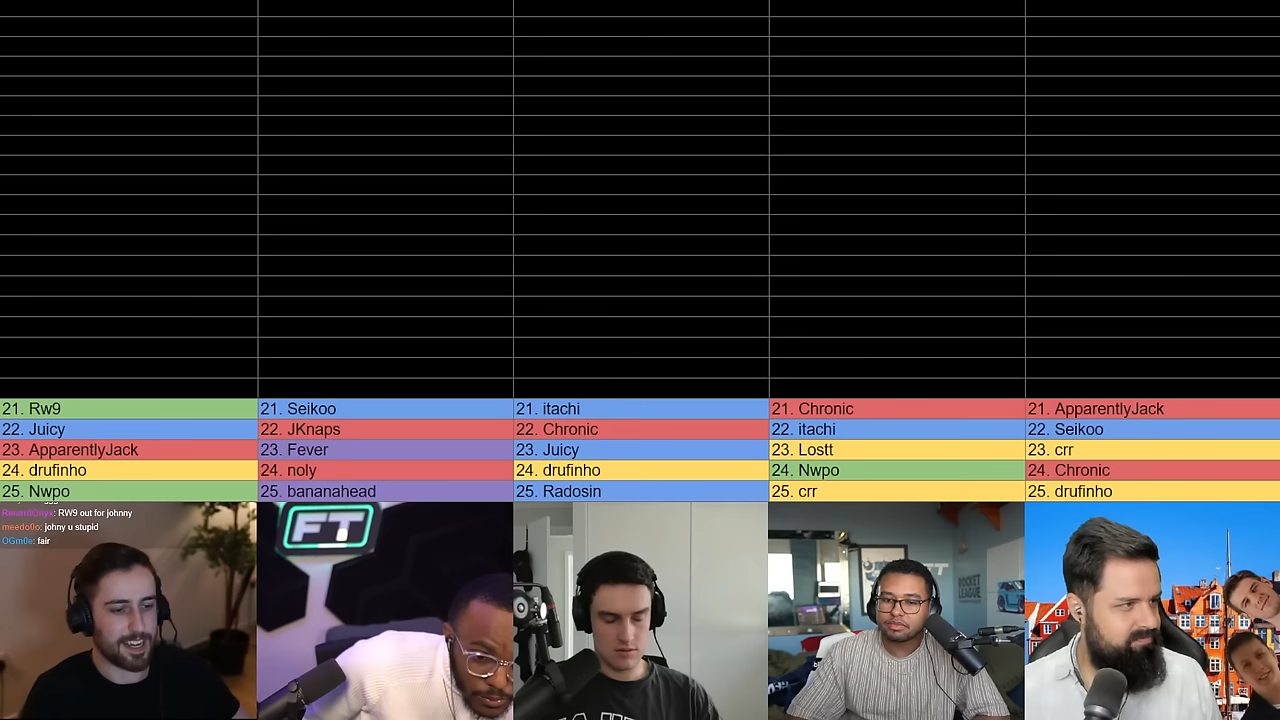 21. Rw9
22. Juicy
23. ApparentlyJack
24. drufinho
25. Nwpo
21. Seikoo
22. JKnaps
23. Fever
24. noly
25. bananahead
21. itachi
22. Chronic
23. Juicy
24. drufinho
25. Radosin
21. Chronic
22. itachi
23. Lostt
24. Nwpo
25. crr
21. ApparentlyJack
22. Seikoo
23. crr
24. Chronic
25. drufinho
: RW9 out for johnny
meedo0o: johny u stupid
OGm0e: fair
FT
ROCKET
LEAGUE